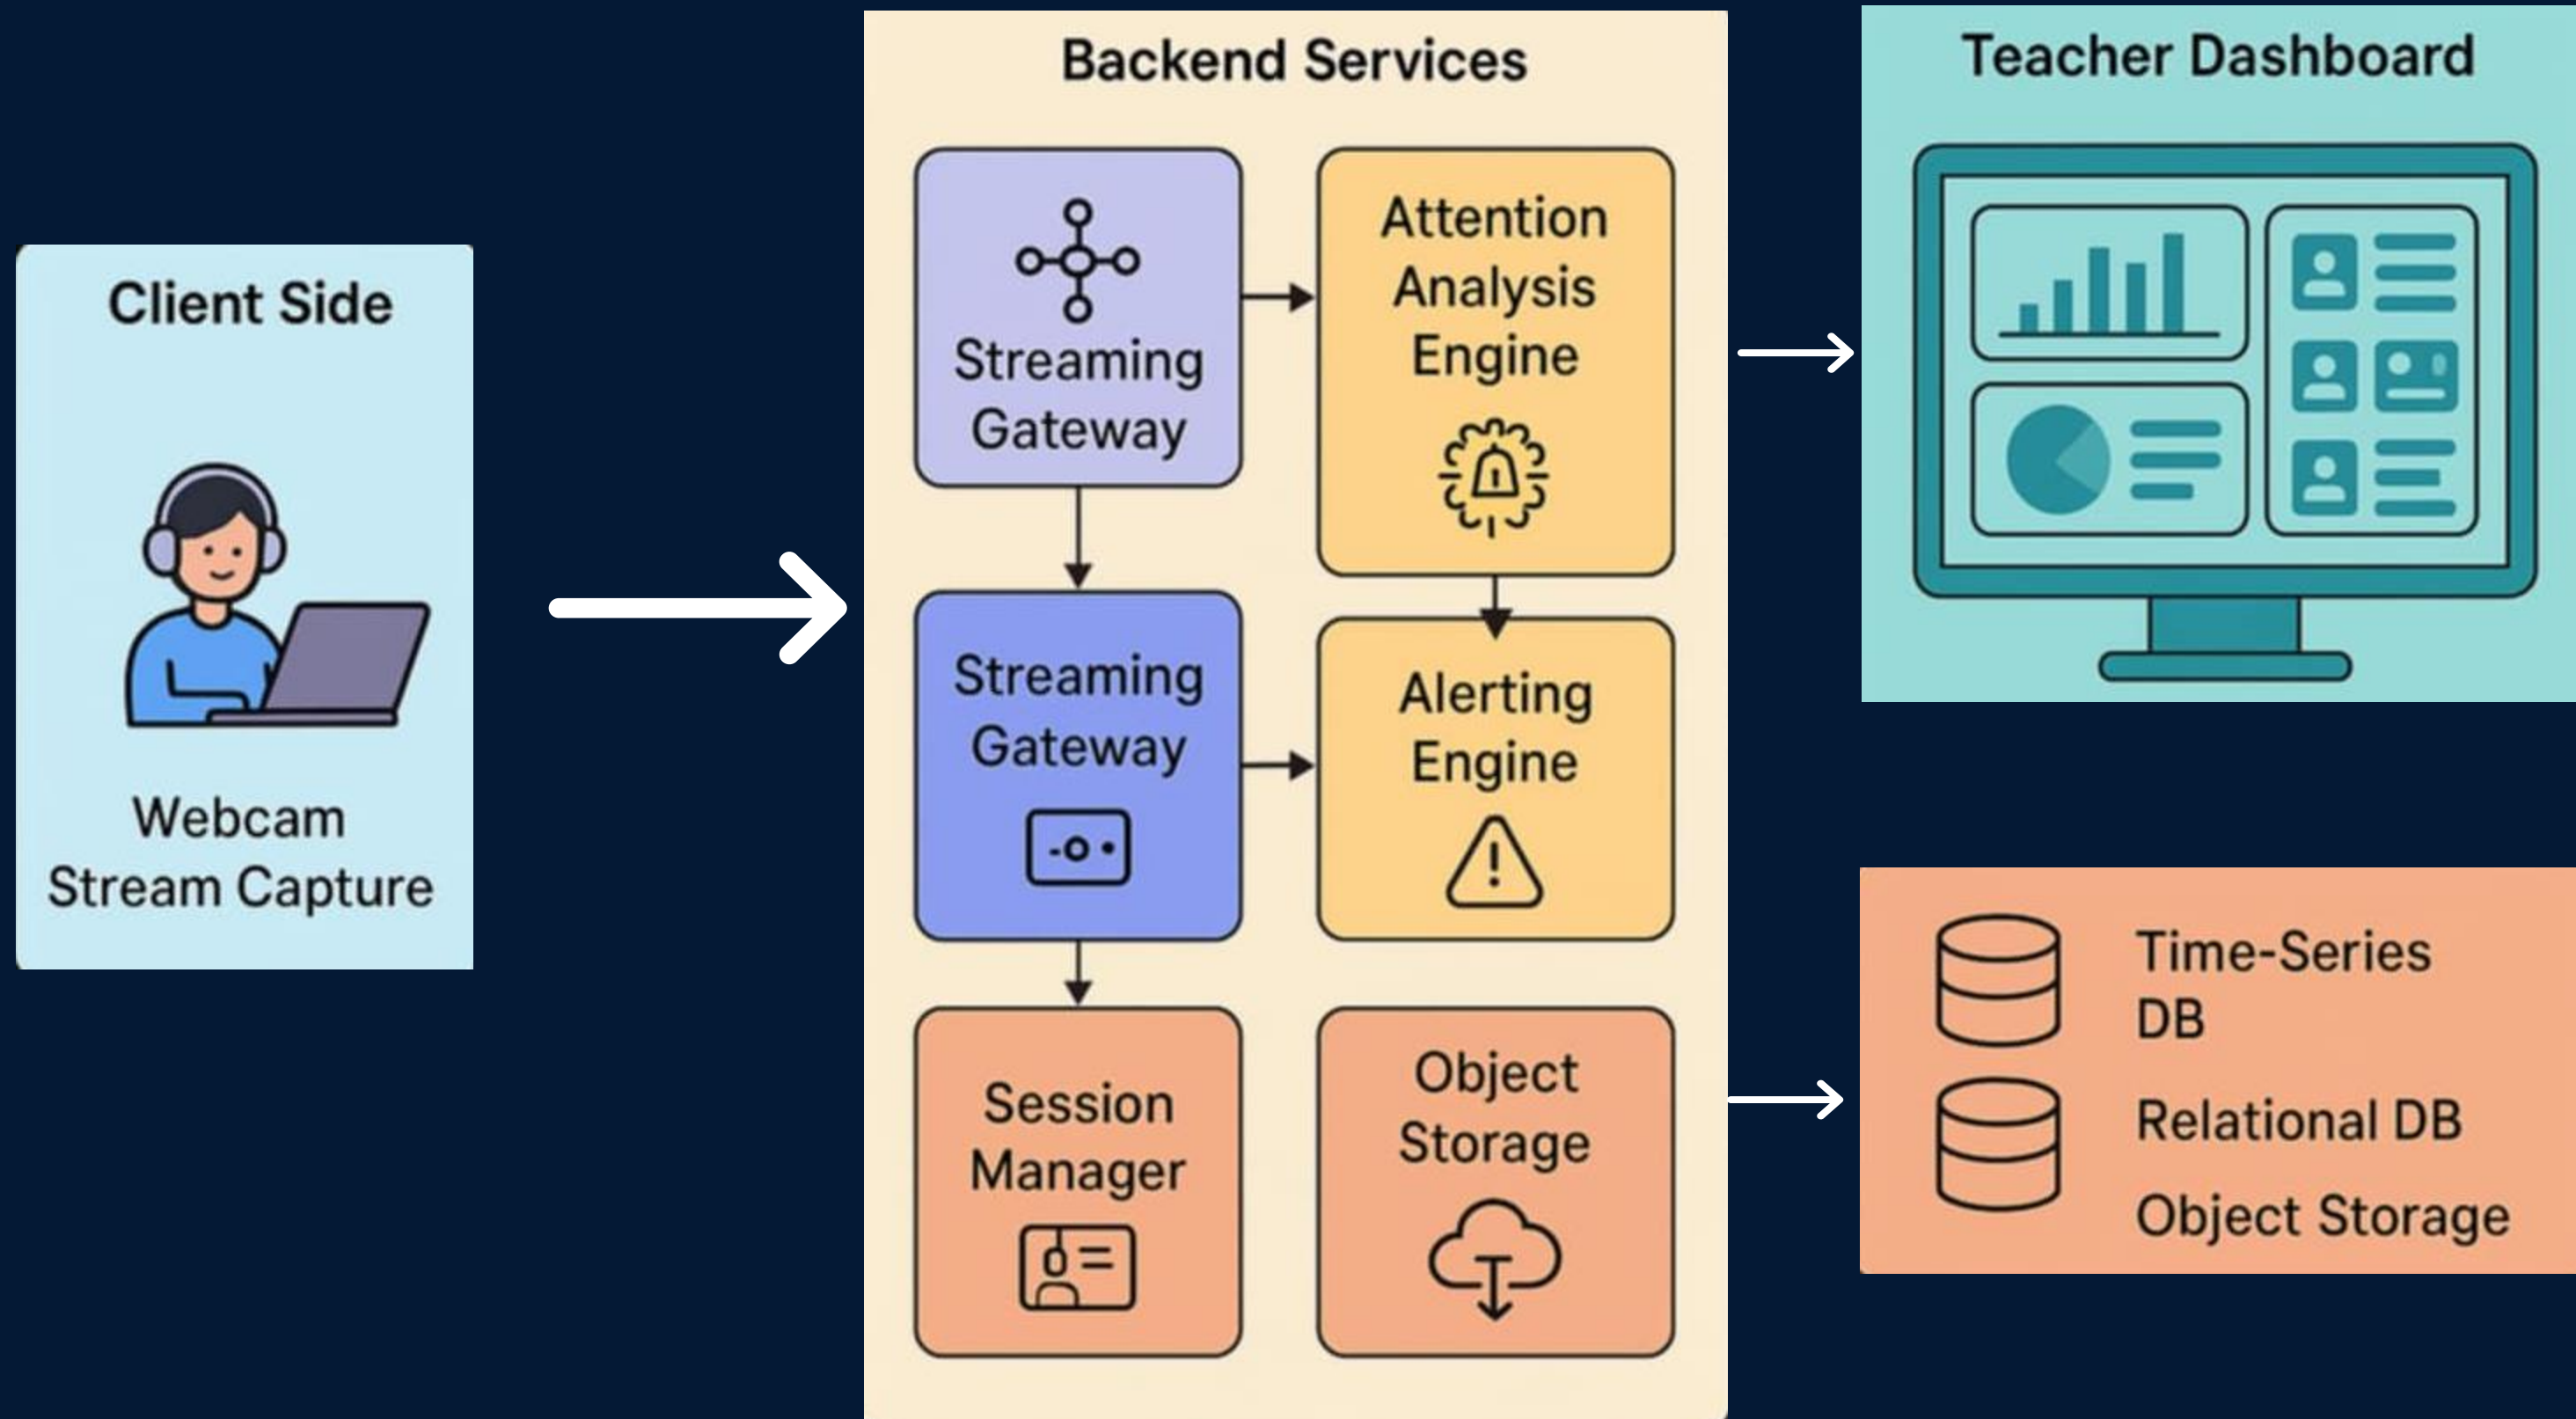 Client Side
Webcam
Stream Capture
Backend Services
Streaming
Gateway
Attention
Analysis
Engine
Streaming
Gateway
Alerting
Engine
Session
Manager
Object
Storage
Teacher Dashboard
Time-Series
DB
Relational DB
Object Storage